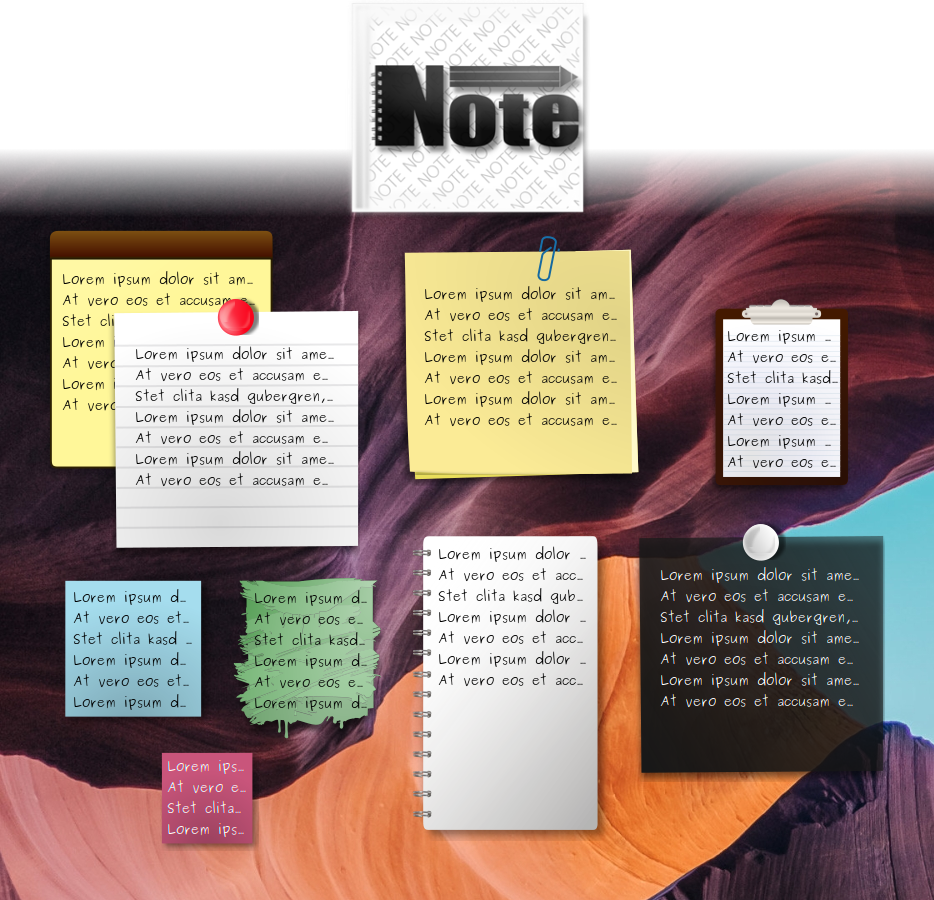 Note
Lorem ipsum dolor sit am...
At vero eos et accusam e...
Stet cli
Lorem i
At vero
Lorem i
At vero
Lorem ipsum dolor sit ame...
At vero eos et accusam e...
Stet clita kasd gubergren,...
Lorem ipsum dolor sit ame...
At vero eos et accusam e...
Lorem ipsum dolor sit ame...
At vero eos et accusam e...
Lorem ipsum dolor sit am...
At vero eos et accusam e...
Stet clita kasd gubergren...
Lorem ipsum dolor sit am...
At vero eos et accusam e...
Lorem ipsum dolor sit am...
At vero eos et accusam e...
Lorem ipsum ...
At vero eos e...
Stet clita kasd...
Lorem ipsum ...
At vero eos e...
Lorem ipsum ...
At vero eos e...
Lorem ipsum d...
At vero eos et...
Stet clita kasd ...
Lorem ipsum d...
At vero eos et...
Lorem ipsum d...
Lorem ipsum d...
At vero eos e...
Stet clita kasd...
Lorem ipsum d...
At vero eos e...
Lorem ipsum d...
Lorem ipsum dolor ...
At vero eos et acc...
Stet clita kasd gub...
Lorem ipsum dolor ...
At vero eos et acc...
Lorem ipsum dolor ...
At vero eos et acc...
Lorem ipsum dolor sit ame...
At vero eos et accusam e...
Stet clita kasd gubergren,...
Lorem ipsum dolor sit ame...
At vero eos et accusam e...
Lorem ipsum dolor sit ame...
At vero eos et accusam e...
Lorem ips...
At vero e...
Stet clita...
Lorem ips...